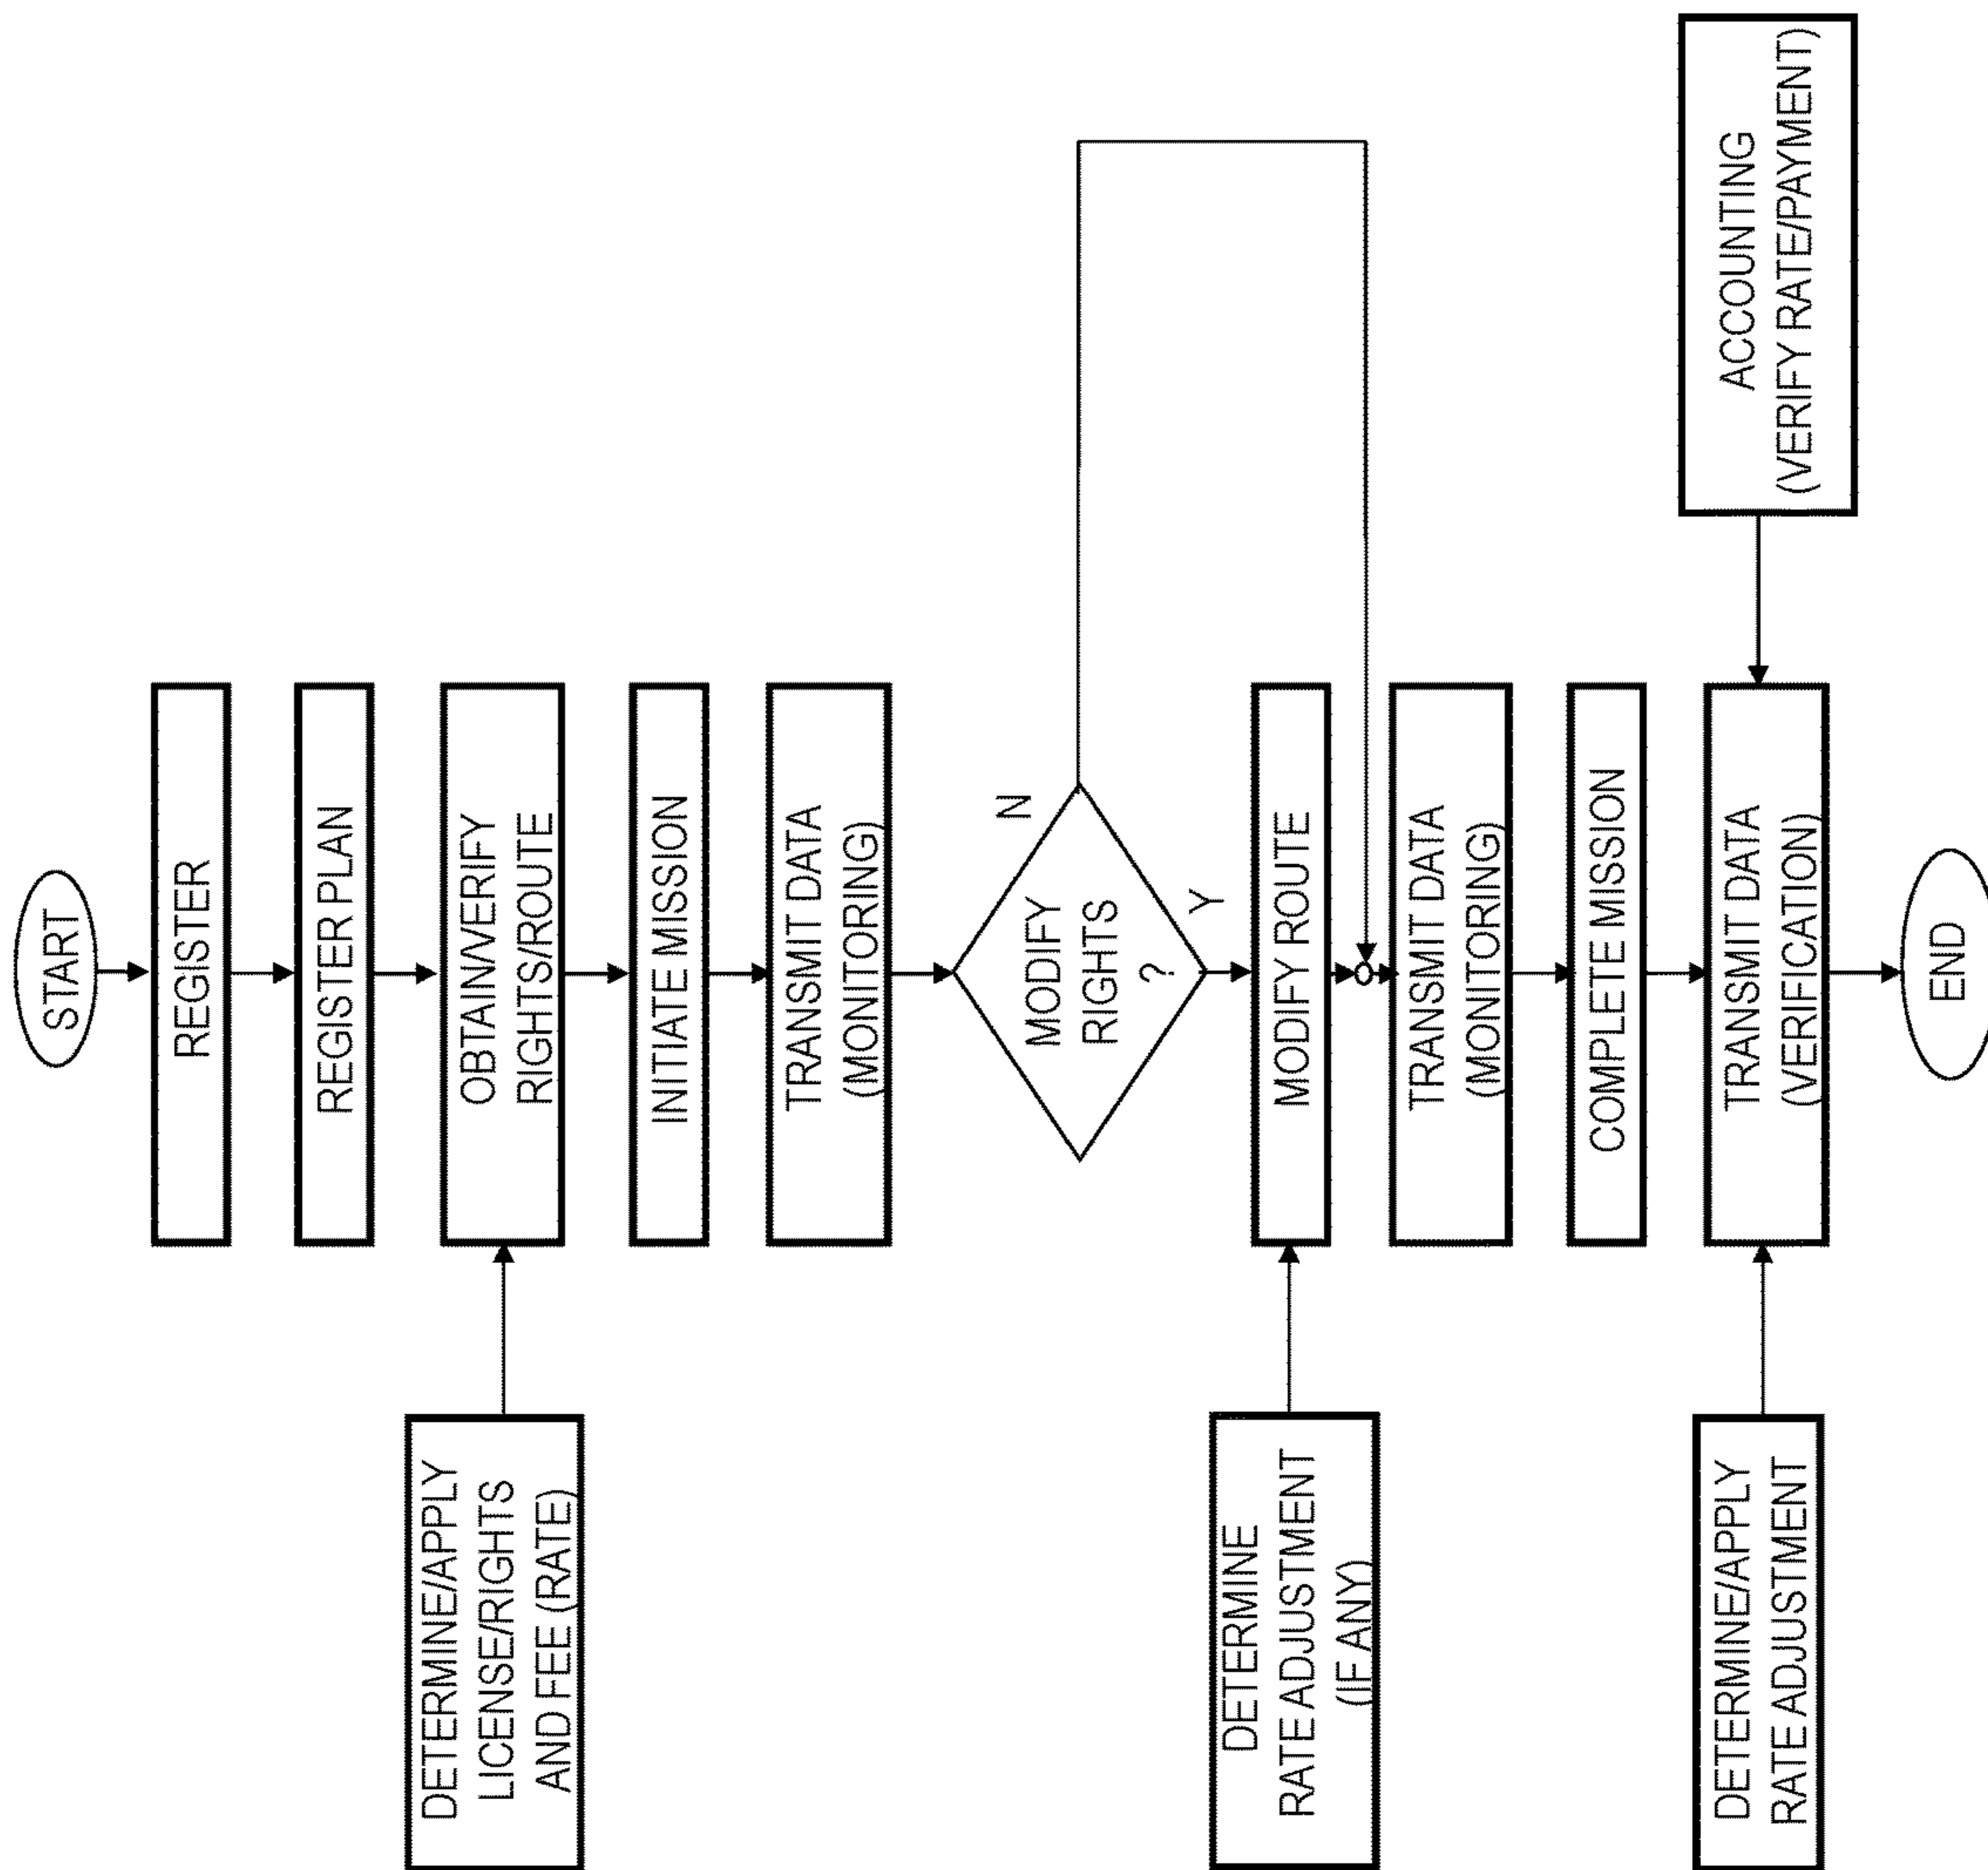 START
REGISTER
REGISTER PLAN
OBTAIN/VERIFY
RIGHTS/ROUTE
DETERMINE/APPLY
LICENSE/RIGHTS
AND FEE (RATE)
INITIATE MISSION
TRANSMIT DATA
(MONITORING)
MODIFY
RIGHTS
?
N
Y
MODIFY ROUTE
DETERMINE
RATE ADJUSTMENT
(IF ANY)
TRANSMIT DATA
(MONITORING)
COMPLETE MISSION
TRANSMIT DATA
(VERIFICATION)
DETERMINE/APPLY
RATE ADJUSTMENT
ACCOUNTING
(VERIFY RATE/PAYMENT)
END